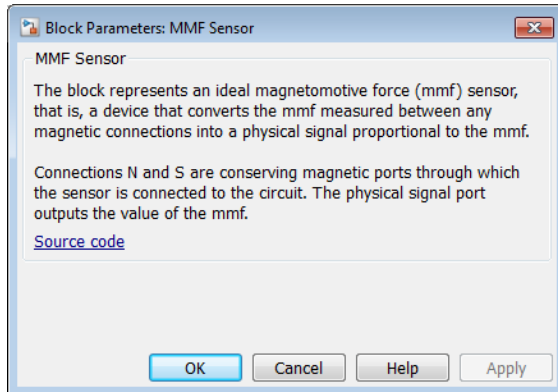 Block Parameters: MMF Sensor
MMF Sensor
The block represents an ideal magnetomotive force (mmf) sensor,
that is, a device that converts the mmf measured between any
magnetic connections into a physical signal proportional to the mmf.
Connections N and S are conserving magnetic ports through which
the sensor is connected to the circuit. The physical signal port
outputs the value of the mmf.
Source code
OK Cancel Help Apply